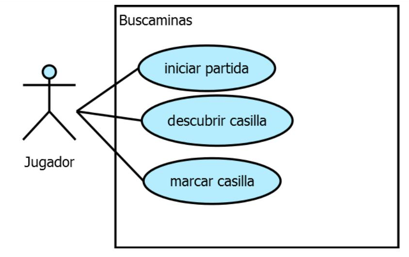 Buscaminas
iniciar partida
descubrir casilla
marcar casilla
Jugador